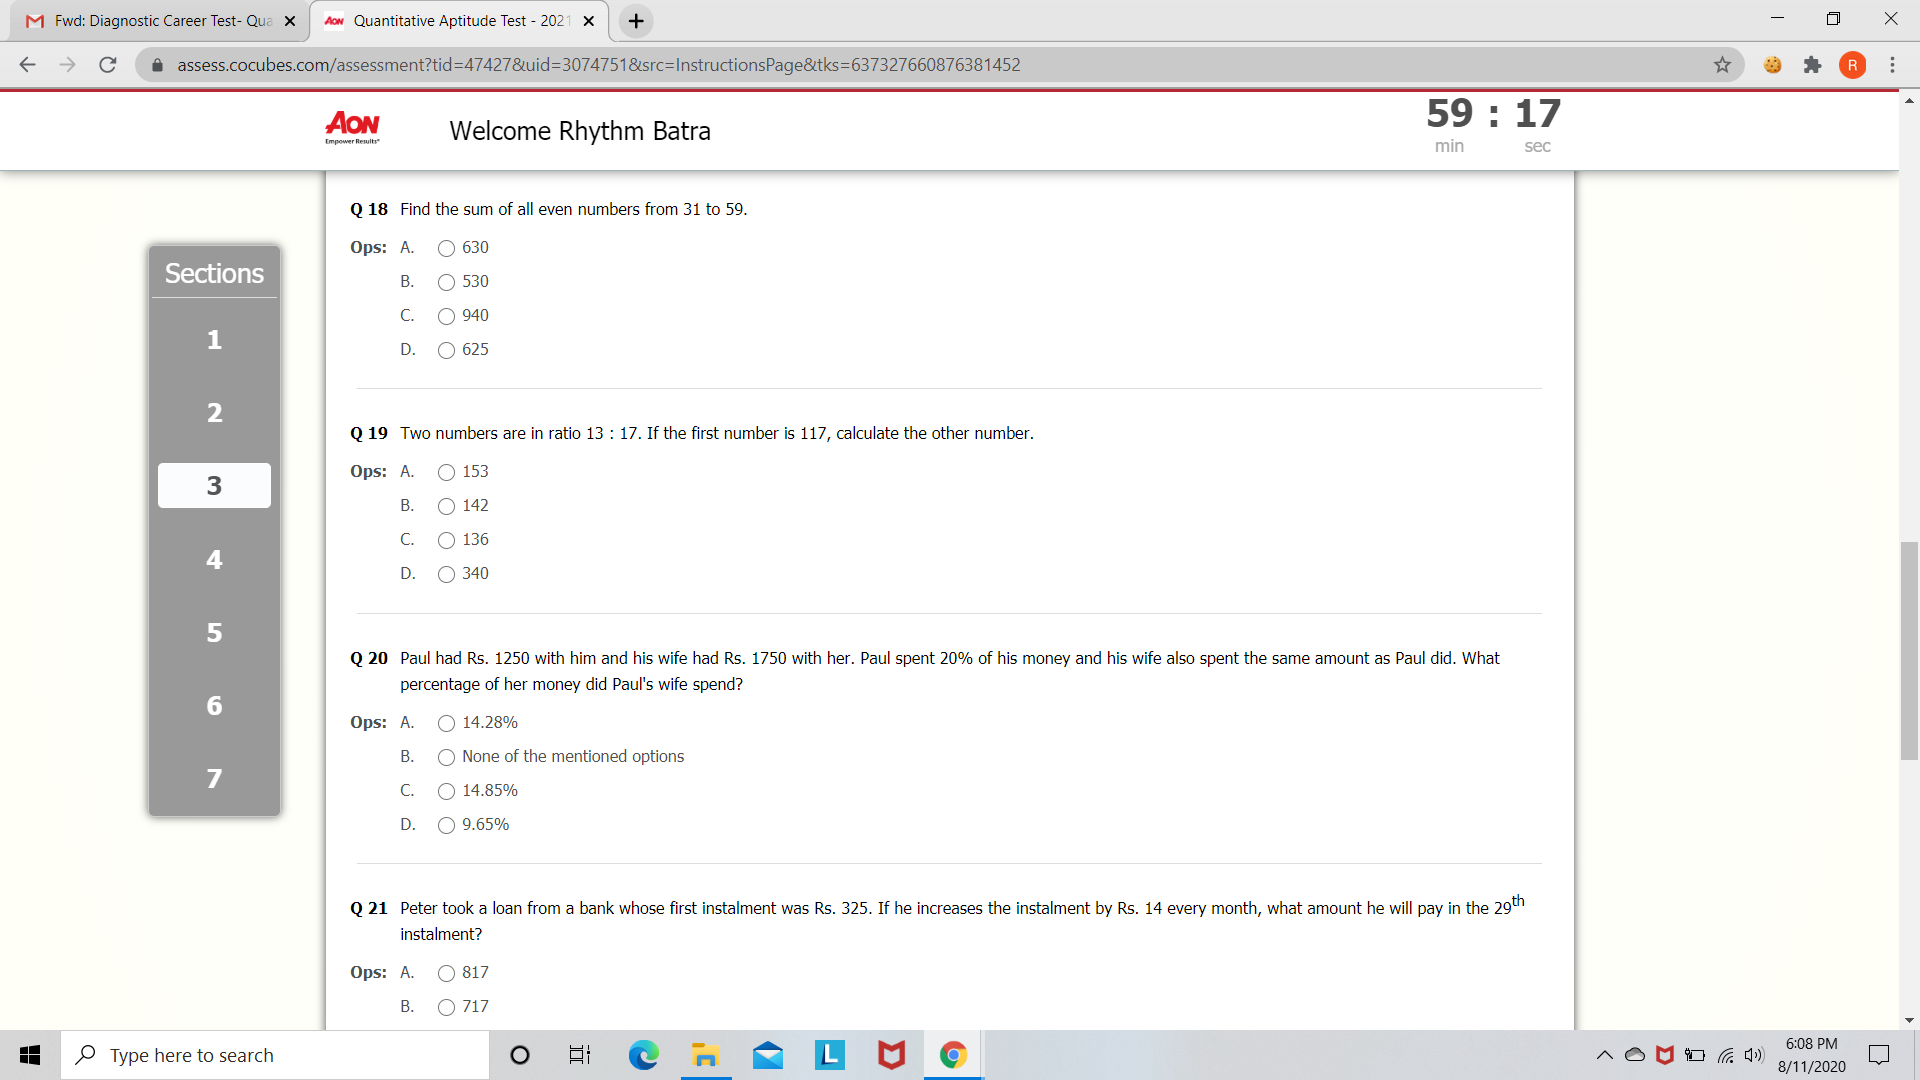 Fwd: Diagnostic Career Test- Qua
AON Quantitative Aptitude Test - 2021
assess.cocubes.com/assessment?tid=47427&uid=3074751&src=InstructionsPage&tks=637327660876381452
R
AON
Empower Results®
Welcome Rhythm Batra
59 : 17
min sec
Sections
1
2
3
4
5
6
7
Q 18 Find the sum of all even numbers from 31 to 59.
Ops: A. 630
B. 530
C. 940
D. 625
Q 19 Two numbers are in ratio 13 : 17. If the first number is 117, calculate the other number.
Ops: A. 153
B. 142
C. 136
D. 340
Q 20 Paul had Rs. 1250 with him and his wife had Rs. 1750 with her. Paul spent 20% of his money and his wife also spent the same amount as Paul did. What
percentage of her money did Paul's wife spend?
Ops: A. 14.28%
B. None of the mentioned options
C. 14.85%
D. 9.65%
Q 21 Peter took a loan from a bank whose first instalment was Rs. 325. If he increases the instalment by Rs. 14 every month, what amount he will pay in the 29th
instalment?
Ops: A. 817
B. 717
Type here to search
L
6:08 PM
8/11/2020